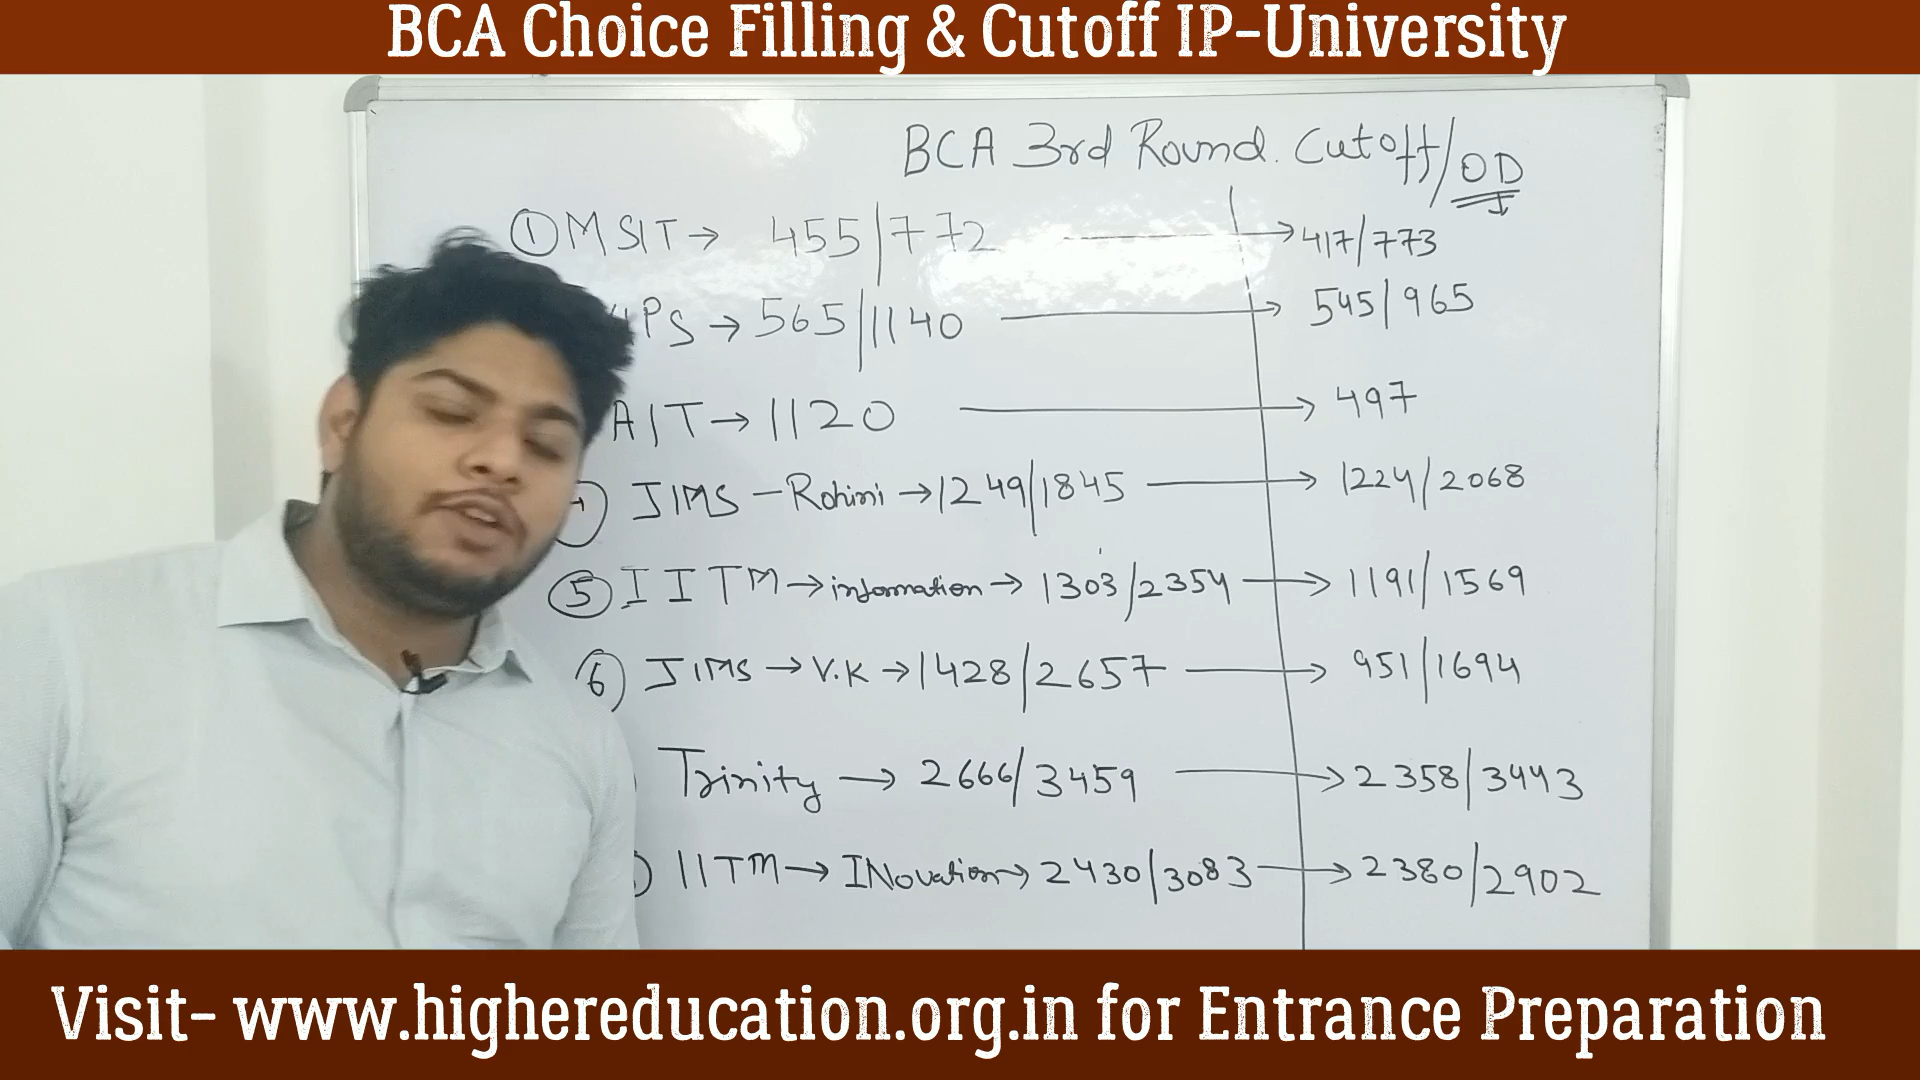 BCA Choice Filling & Cutoff IP-University
BCA 3rd Round. Cutoff/OD
① MSIT → 455/772 → 417/773
PS → 565/1140 → 545/965
AIT → 1120 → 497
JIMS - Rohini → 1249/1845 → 1224/2068
⑤ IITM → information → 1303/2354 → 1191/1569
⑥ JIMS → V.K → 1428/2657 → 951/1694
Trinity → 2666/3459 → 2358/3443
IITM → INovation → 2430/3083 → 2380/2902
Visit- www.highereducation.org.in for Entrance Preparation